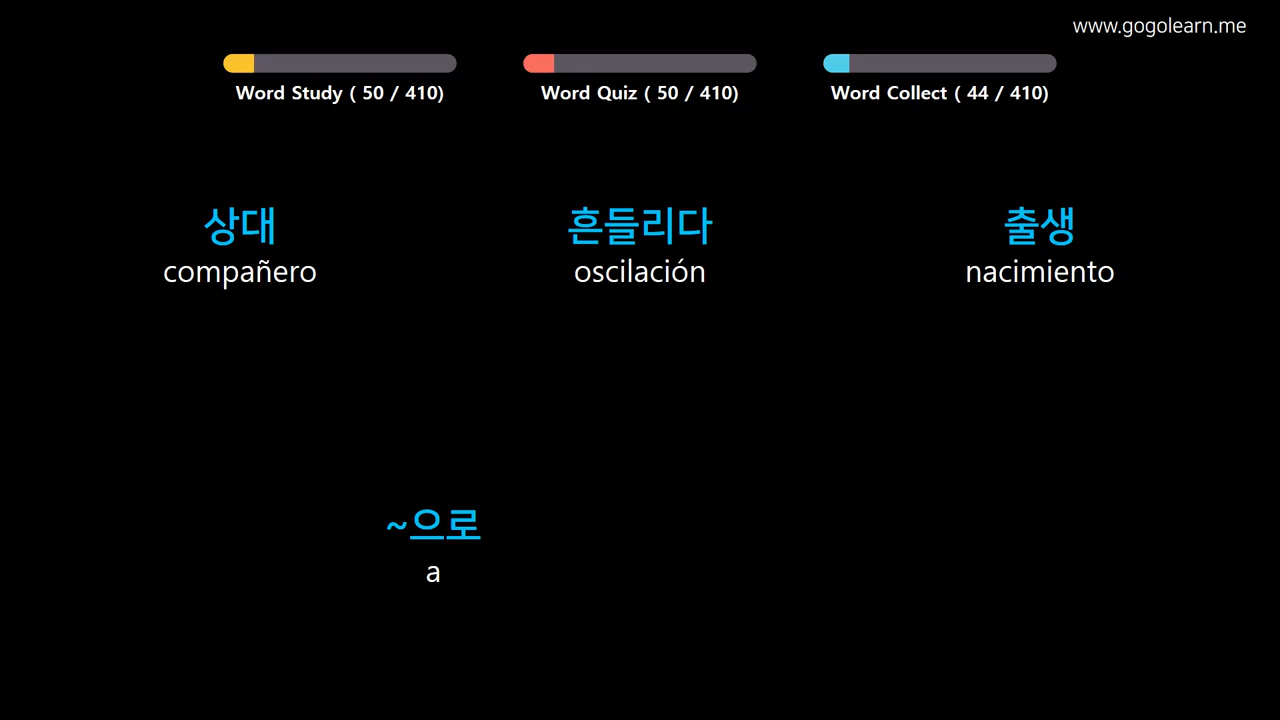 www.gogolearn.me
Word Study ( 50 / 410)
Word Quiz ( 50 / 410)
Word Collect ( 44 / 410)
상대
compañero
흔들리다
oscilación
출생
nacimiento
~으로
a